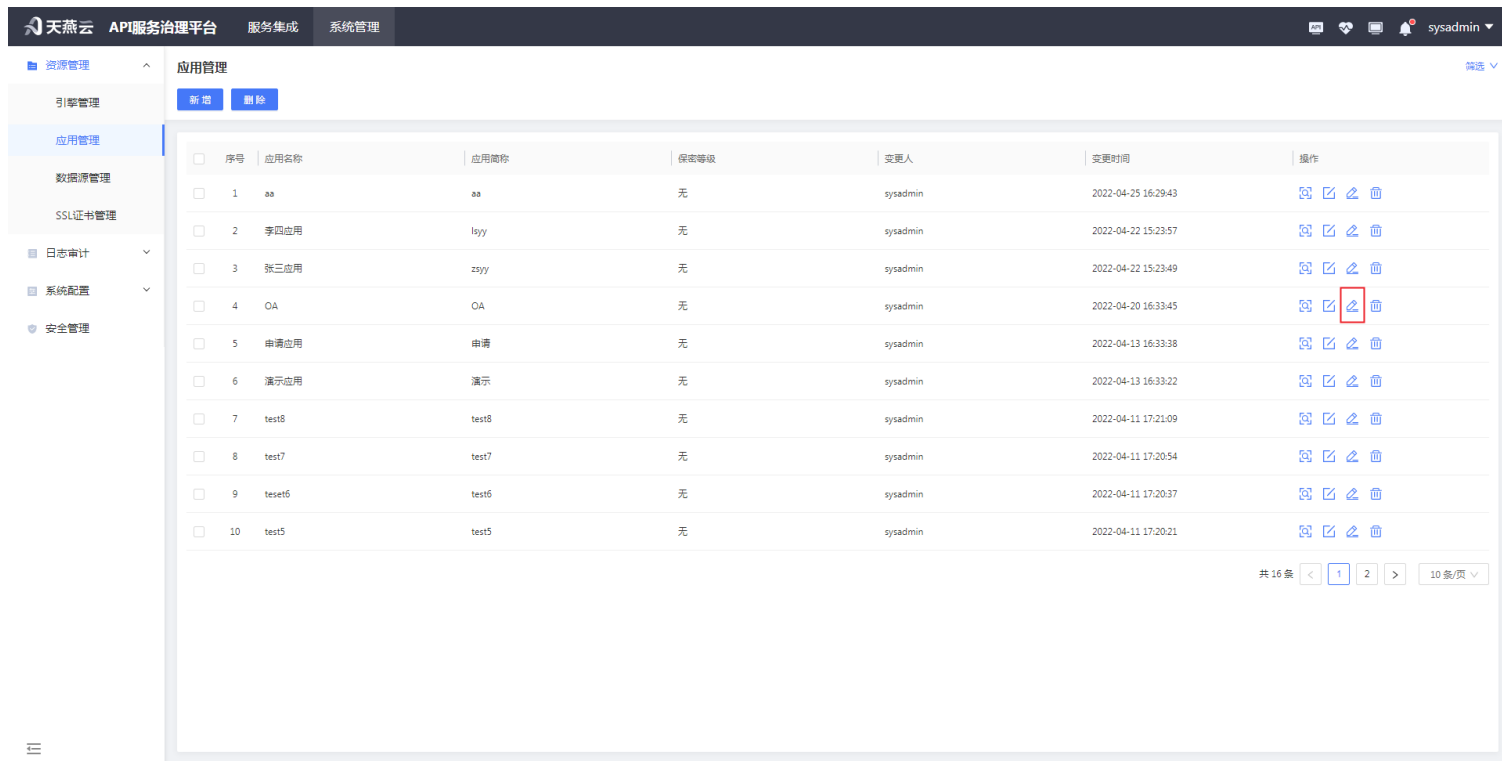 天燕云 API服务治理平台 服务集成 系统管理 API sysadmin
资源管理
引擎管理
应用管理
数据源管理
SSL证书管理
日志审计
系统配置
安全管理
应用管理 筛选
新增 删除
序号 应用名称 应用简称 保密等级 变更人 变更时间 操作
1 aa aa 无 sysadmin 2022-04-25 16:29:43
2 李四应用 lsyy 无 sysadmin 2022-04-22 15:23:57
3 张三应用 zsyy 无 sysadmin 2022-04-22 15:23:49
4 OA OA 无 sysadmin 2022-04-20 16:33:45
5 申请应用 申请 无 sysadmin 2022-04-13 16:33:38
6 演示应用 演示 无 sysadmin 2022-04-13 16:33:22
7 test8 test8 无 sysadmin 2022-04-11 17:21:09
8 test7 test7 无 sysadmin 2022-04-11 17:20:54
9 teset6 test6 无 sysadmin 2022-04-11 17:20:37
10 test5 test5 无 sysadmin 2022-04-11 17:20:21
共 16 条 < 1 2 > 10 条/页